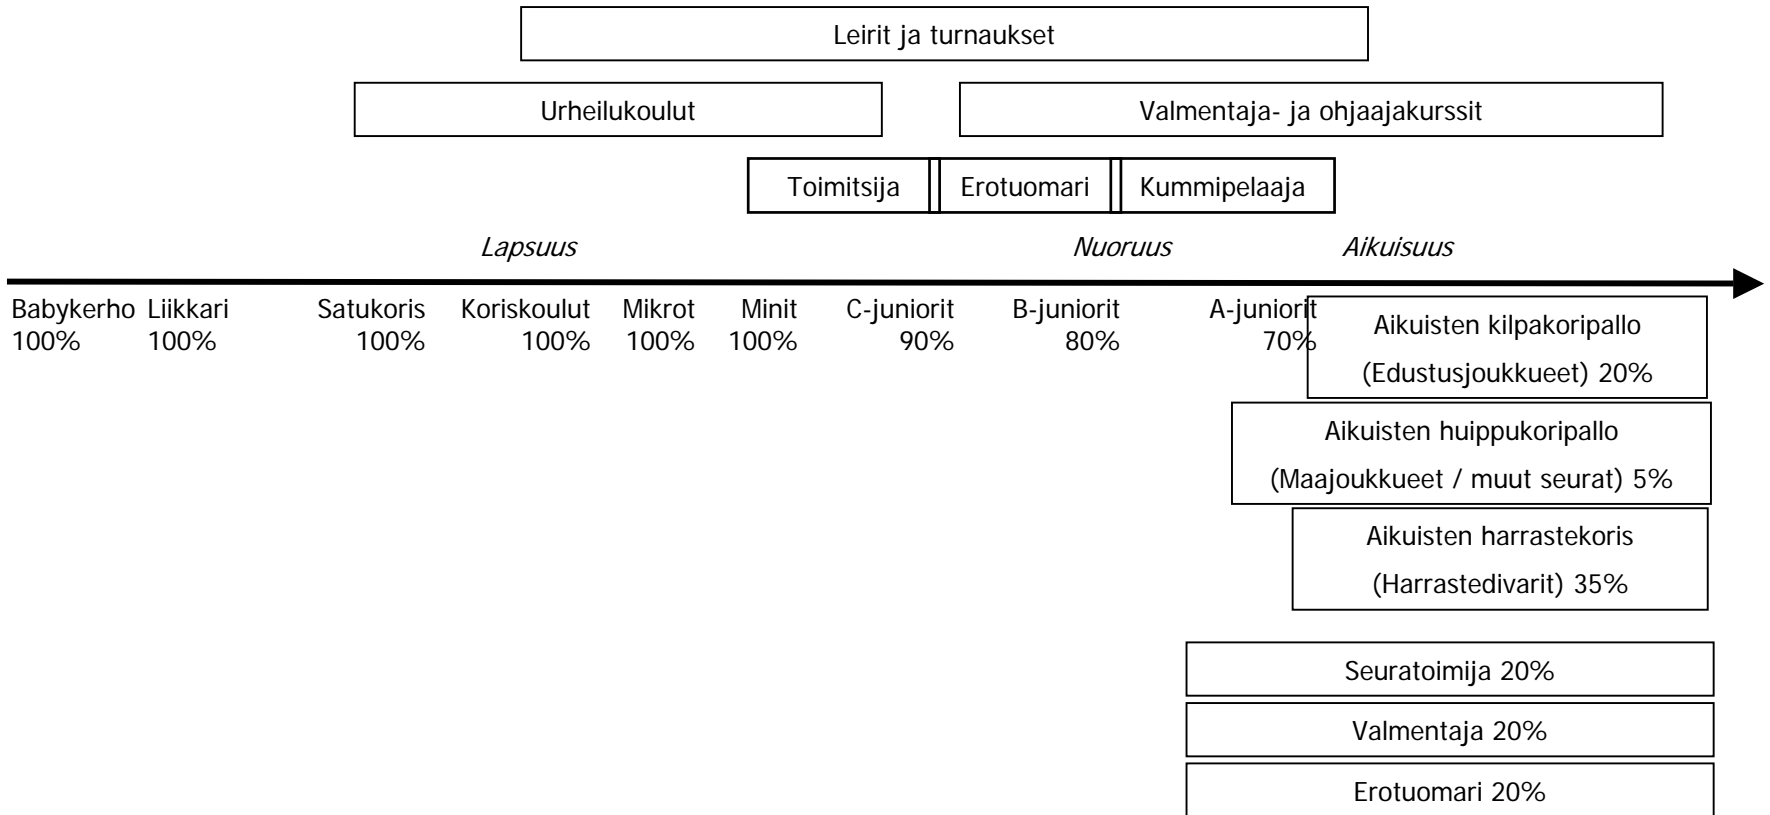 Leirit ja turnaukset
Urheilukoulut Valmentaja- ja ohjaajakurssit
Toimitsija Erotuomari Kummipelaaja
Lapsuus Nuoruus Aikuisuus
Babykerho Liikkari Satukoris Koriskoulut Mikrot Minit C-juniorit B-juniorit A-juniorit
100% 100% 100% 100% 100% 100% 90% 80% 70%
Aikuisten kilpakoripallo
(Edustusjoukkueet) 20%
Aikuisten huippukoripallo
(Maajoukkueet / muut seurat) 5%
Aikuisten harrastekoris
(Harrastedivarit) 35%
Seuratoimija 20%
Valmentaja 20%
Erotuomari 20%